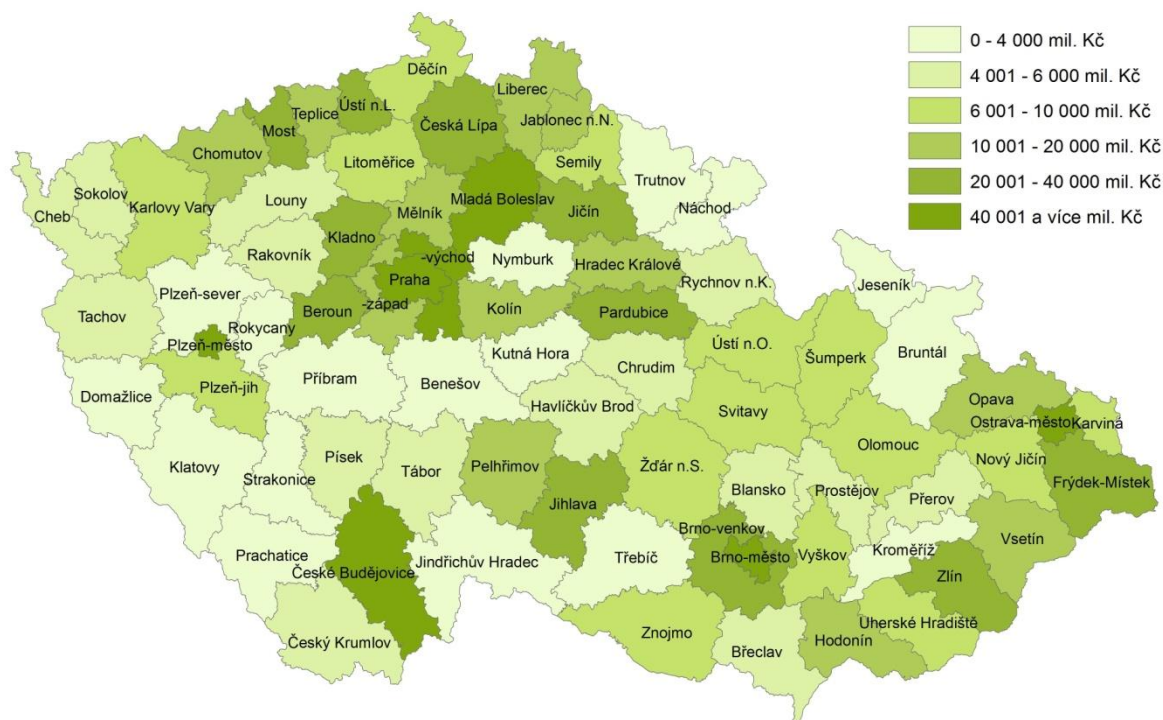 0 - 4 000 mil. Kč
4 001 - 6 000 mil. Kč
6 001 - 10 000 mil. Kč
10 001 - 20 000 mil. Kč
20 001 - 40 000 mil. Kč
40 001 a více mil. Kč
Děčín
Liberec
Ústí n.L.
Teplice
Jablonec n.N.
Most
Česká Lípa
Chomutov
Litoměřice
Semily
Sokolov
Trutnov
Louny
Cheb
Karlovy Vary
Mělník
Mladá Boleslav
Jičín
Náchod
Kladno
Rakovník
-východ
Nymburk
Hradec Králové
Praha
Rychnov n.K.
Jeseník
Plzeň-sever
Beroun
-západ
Kolín
Pardubice
Tachov
Rokycany
Plzeň-město
Ústí n.O.
Bruntál
Kutná Hora
Šumperk
Chrudim
Příbram
Benešov
Plzeň-jih
Domažlice
Opava
Havlíčkův Brod
Svitavy
Ostrava-město
Karviná
Olomouc
Písek
Pelhřimov
Žďár n.S.
Nový Jičín
Klatovy
Tábor
Strakonice
Frýdek-Místek
Blansko
Prostějov
Přerov
Jihlava
Brno-venkov
Vsetín
Kroměříž
Prachatice
Jindřichův Hradec
Třebíč
Brno-město
Vyškov
České Budějovice
Zlín
Znojmo
Uherské Hradiště
Český Krumlov
Hodonín
Břeclav